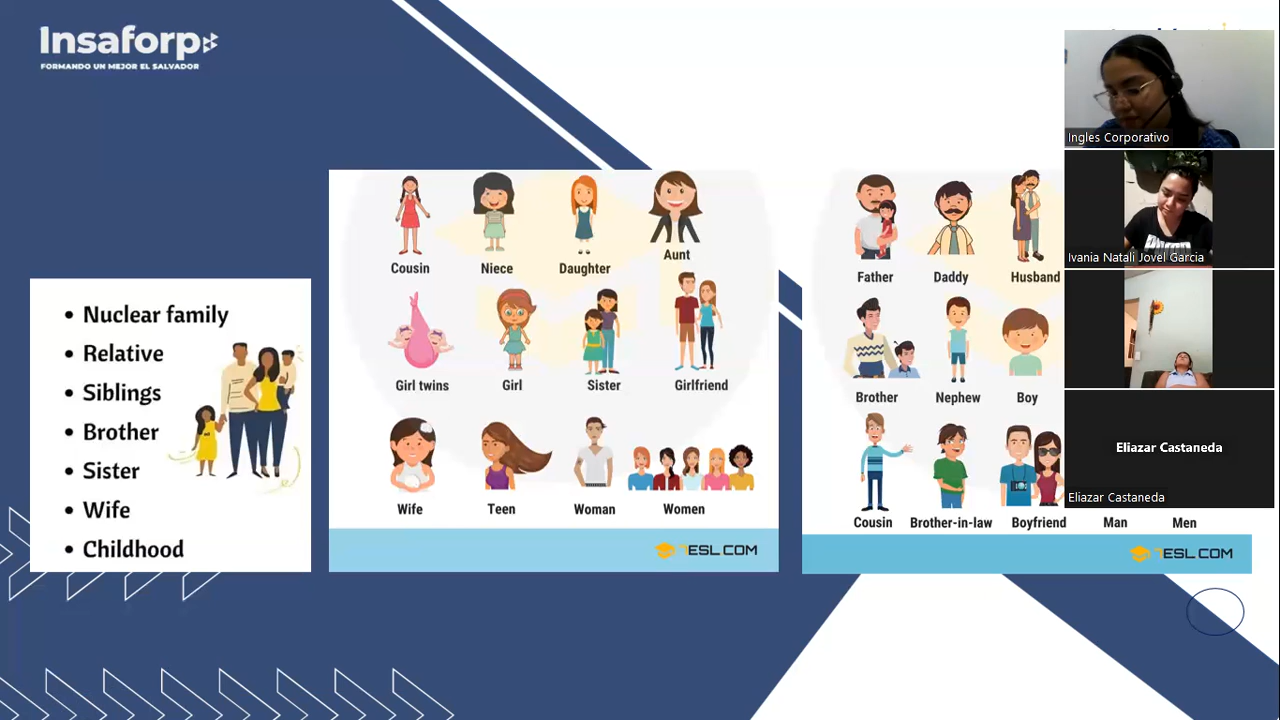 Insaforp
FORMANDO UN MEJOR EL SALVADOR
Nuclear family
Relative
Siblings
Brother
Sister
Wife
Childhood
Cousin Niece Daughter Aunt
Girl twins Girl Sister Girlfriend
Wife Teen Woman Women
7ESL.COM
Father Daddy Husband
Brother Nephew Boy
Cousin Brother-in-law Boyfriend Man Men
7ESL.COM
Ingles Corporativo
Ivania Natali Jovel Garcia
Eliazar Castaneda
Eliazar Castaneda